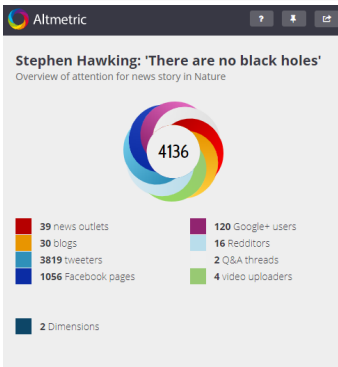 Altmetric
?
Stephen Hawking: 'There are no black holes'
Overview of attention for news story in Nature
4136
39 news outlets
30 blogs
3819 tweeters
1056 Facebook pages
120 Google+ users
16 Redditors
2 Q&A threads
4 video uploaders
2 Dimensions